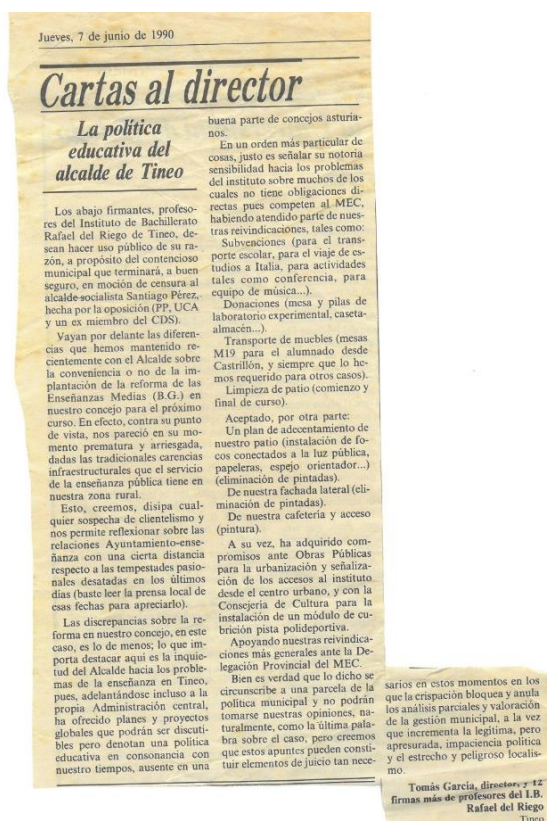 Jueves, 7 de junio de 1990
Cartas al director
La política
educativa del
alcalde de Tineo
Los abajo firmantes, profeso-
res del Instituto de Bachillerato
Rafael del Riego de Tineo, de-
sean hacer uso público de su ra-
zón, a propósito del contencioso
municipal que terminará, a buen
seguro, en moción de censura al
alcalde socialista Santiago Pérez,
hecha por la oposición (PP, UCA
y un ex miembro del CDS).
Vayan por delante las diferen-
cias que hemos mantenido re-
cientemente con el Alcalde sobre
la conveniencia o no de la im-
plantación de la reforma de las
Enseñanzas Medias (B.G.) en
nuestro concejo para el próximo
curso. En efecto, contra su punto
de vista, nos pareció en su mo-
mento prematura y arriesgada,
dadas las tradicionales carencias
infraestructurales que el servicio
de la enseñanza pública tiene en
nuestra zona rural.
Esto, creemos, disipa cual-
quier sospecha de clientelismo y
nos permite reflexionar sobre las
relaciones Ayuntamiento-ense-
ñanza con una cierta distancia
respecto a las tempestades pasio-
nales desatadas en los últimos
días (baste leer la prensa local de
esas fechas para apreciarlo).
Las discrepancias sobre la re-
forma en nuestro concejo, en este
caso, es lo de menos; lo que im-
porta destacar aquí es la inquie-
tud del Alcalde hacia los proble-
mas de la enseñanza en Tineo,
pues, adelantándose incluso a la
propia Administración central,
ha ofrecido planes y proyectos
globales que podrán ser discuti-
bles pero denotan una política
educativa en consonancia con
nuestro tiempos, ausente en una
buena parte de concejos asturia-
nos.
En un orden más particular de
cosas, justo es señalar su notoria
sensibilidad hacia los problemas
del instituto sobre muchos de los
cuales no tiene obligaciones di-
rectas pues competen al MEC,
habiendo atendido parte de nues-
tras reivindicaciones, tales como:
Subvenciones (para el trans-
porte escolar, para el viaje de es-
tudios a Italia, para actividades
tales como conferencia, para
equipo de música...).
Donaciones (mesa y pilas de
laboratorio experimental, caseta-
almacén...).
Transporte de muebles (mesas
M19 para el alumnado desde
Castrillón, y siempre que lo he-
mos requerido para otros casos).
Limpieza de patio (comienzo y
final de curso).
Aceptado, por otra parte:
Un plan de adecentamiento de
nuestro patio (instalación de fo-
cos conectados a la luz pública,
papeleras, espejo orientador...)
(eliminación de pintadas).
De nuestra fachada lateral (eli-
minación de pintadas).
De nuestra cafetería y acceso
(pintura).
A su vez, ha adquirido com-
promisos ante Obras Públicas
para la urbanización y señaliza-
ción de los accesos al instituto
desde el centro urbano, y con la
Consejería de Cultura para la
instalación de un módulo de cu-
brición pista polideportiva.
Apoyando nuestras reivindica-
ciones más generales ante la De-
legación Provincial del MEC.
Bien es verdad que lo dicho se
circunscribe a una parcela de la
política municipal y no podrán
tomarse nuestras opiniones, na-
turalmente, como la última pala-
bra sobre el caso, pero creemos
que estos apuntes pueden consti-
tuir elementos de juicio tan nece-
sarios en estos momentos en los
que la crispación bloquea y anula
los análisis parciales y valoración
de la gestión municipal, a la vez
que incrementa la legítima, pero
apresurada, impaciencia política
y el estrecho y peligroso localis-
mo.
Tomás García, director, y 12
firmas más de profesores del I.B.
Rafael del Riego
Tineo